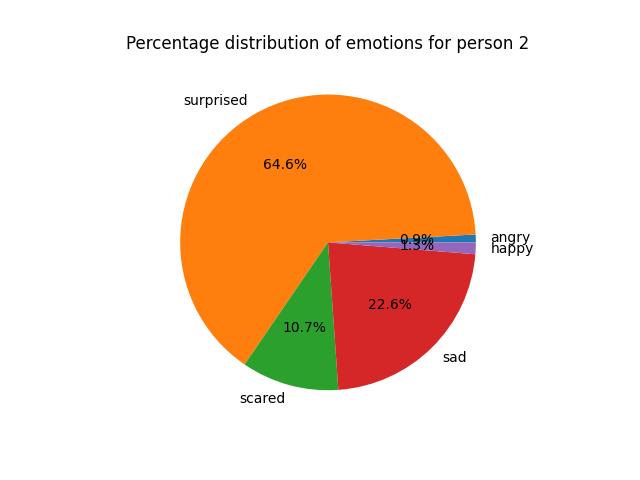 Percentage distribution of emotions for person 2
surprised
64.6%
0.9%
angry
1.3%
happy
22.6%
10.7%
sad
scared